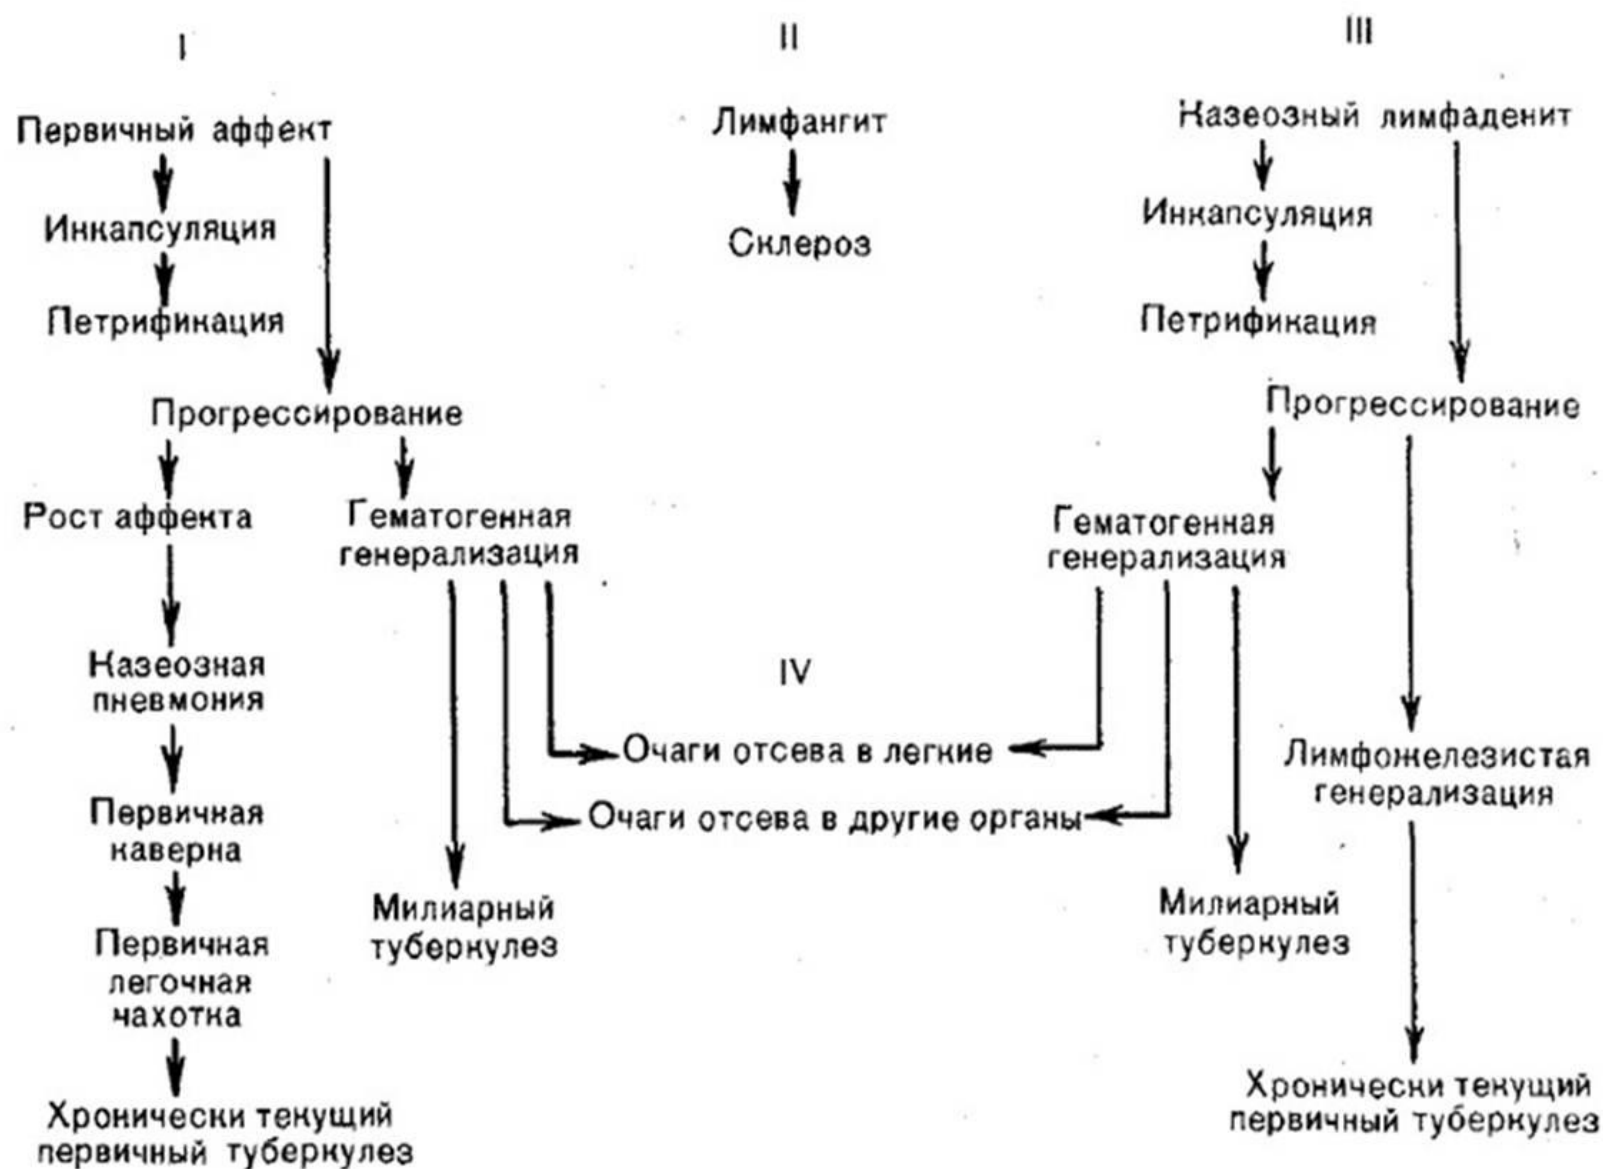 I
II
III
Первичный аффект
Лимфангит
Казеозный лимфаденит
Инкапсуляция
Склероз
Инкапсуляция
Петрификация
Петрификация
Прогрессирование
Прогрессирование
Рост аффекта
Гематогенная
генерализация
Гематогенная
генерализация
Казеозная
пневмония
IV
Очаги отсева в легкие
Лимфожелезистая
генерализация
Первичная
каверна
Очаги отсева в другие органы
Милиарный
туберкулез
Милиарный
туберкулез
Первичная
легочная
чахотка
Хронически текущий
первичный туберкулез
Хронически текущий
первичный туберкулез